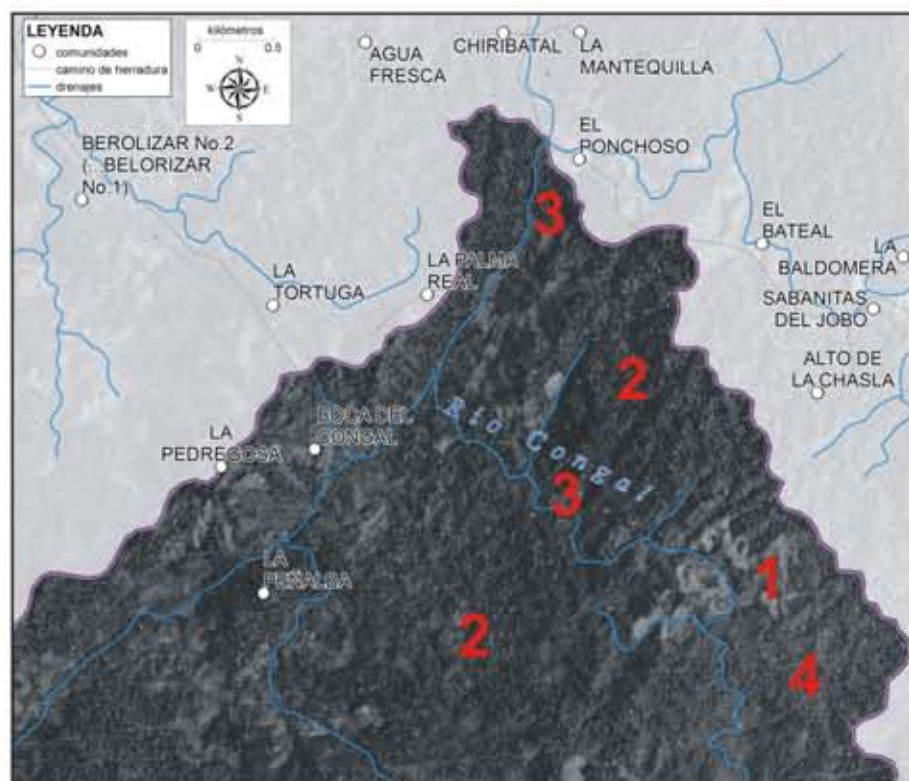 LEYENDA
comunidades
camino de herradura
drenajes
kilómetros
0 0.5
N
W E
S
AGUA
FRESCA
CHIRIBATAL
LA
MANTEQUILLA
BEROLIZAR No.2
( BELORIZAR
No.1)
EL
PONCHOSO
3
EL
BATEAL
LA
BALDOMERA
LA
TORTUGA
LA PALMA
REAL
SABANITAS
DEL JOBO
2
ALTO DE
LA CHASLA
LA
PEDREGOSA
BOCA DEL
CONGAL
Río Congal
3
LA
PEÑALBA
1
2
4